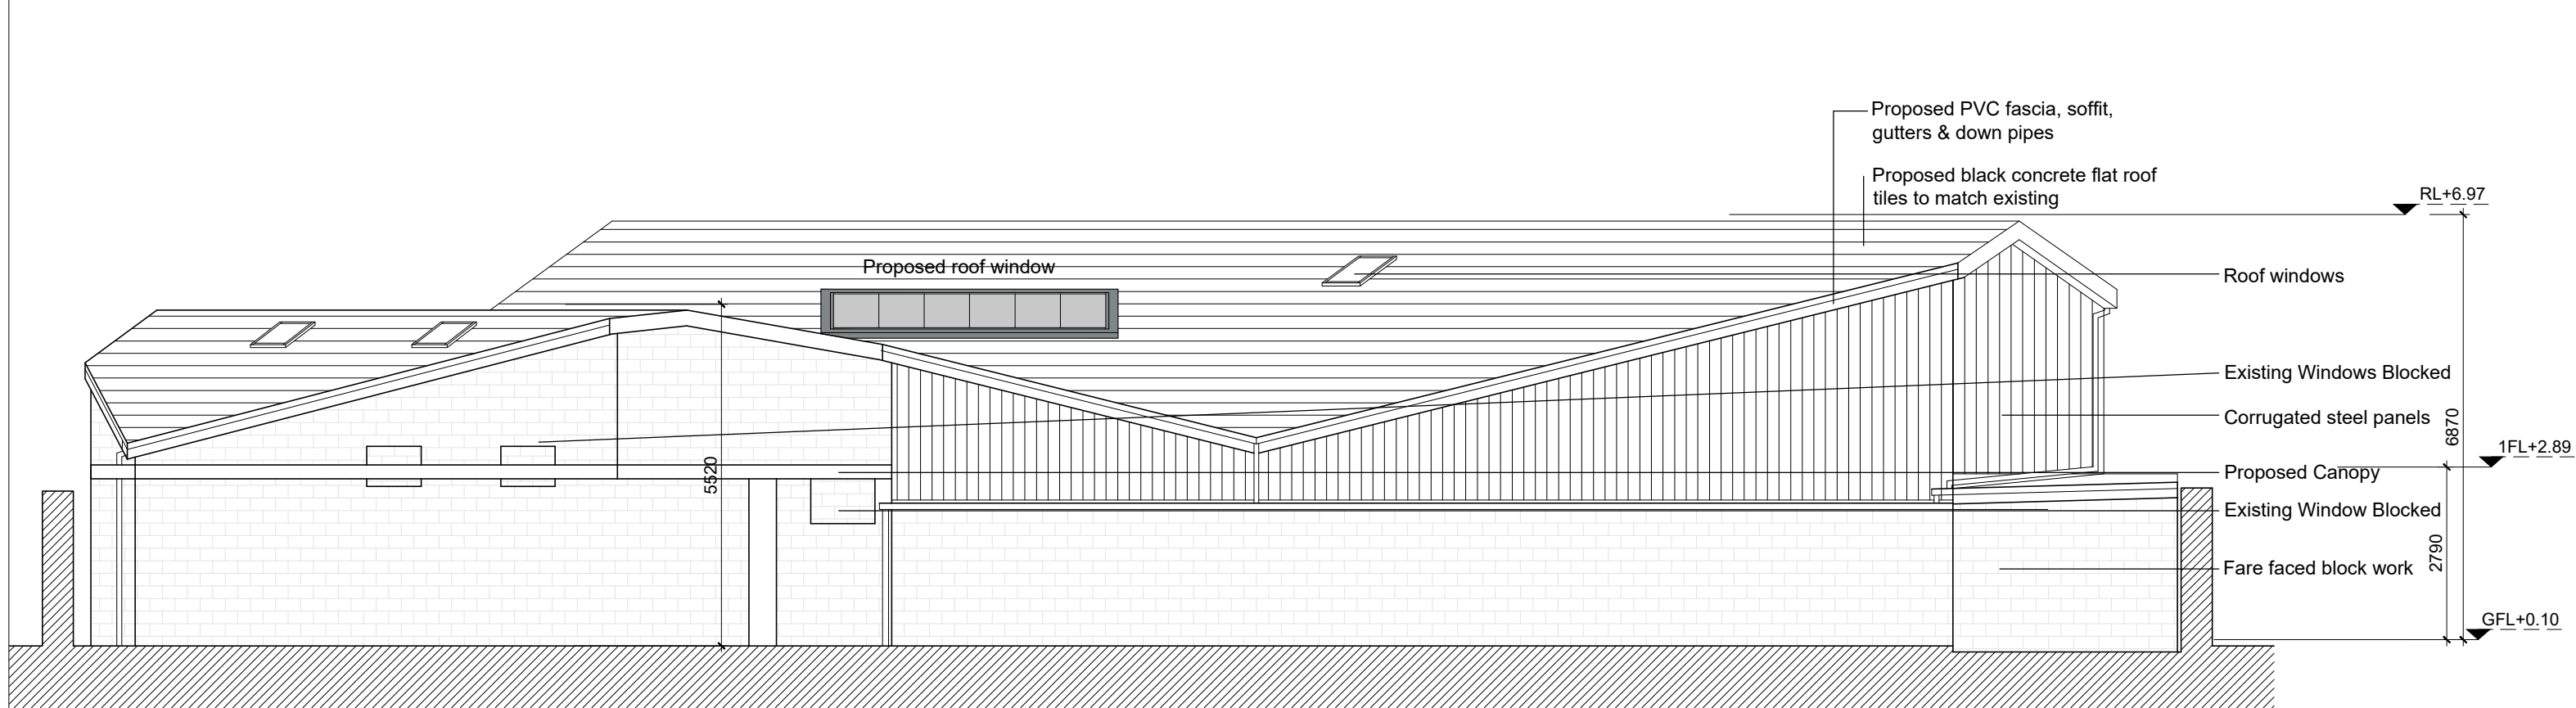 Proposed PVC fascia, soffit,
gutters & down pipes
Proposed black concrete flat roof
tiles to match existing
RL+6.97
Proposed roof window
Roof windows
Existing Windows Blocked
Corrugated steel panels
6870
1FL+2.89
5520
Proposed Canopy
Existing Window Blocked
2790
Fare faced block work
GFL+0.10